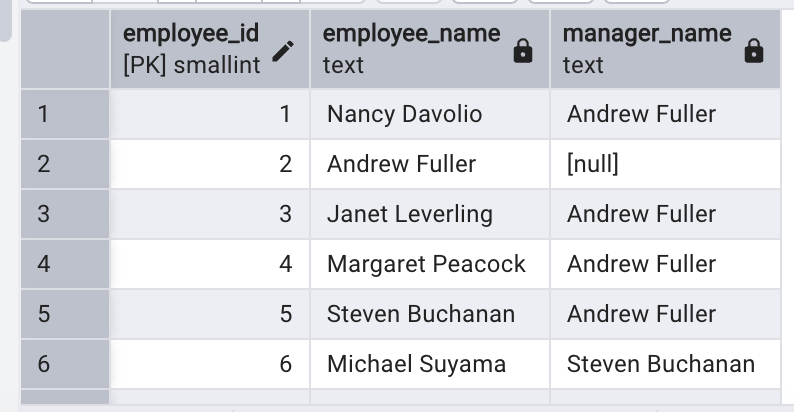 employee_id employee_name manager_name
[PK] smallint text text
1 1 Nancy Davolio Andrew Fuller
2 2 Andrew Fuller [null]
3 3 Janet Leverling Andrew Fuller
4 4 Margaret Peacock Andrew Fuller
5 5 Steven Buchanan Andrew Fuller
6 6 Michael Suyama Steven Buchanan